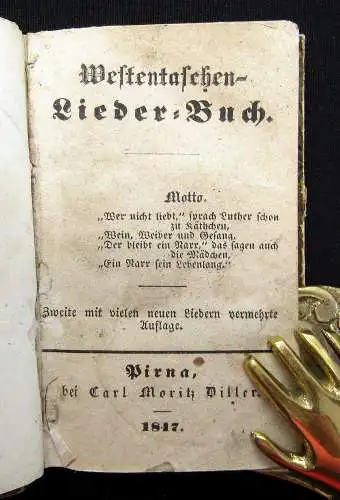 Westentaschen-
Lieder-Buch.
Motto.
„Wer nicht liebt,“ sprach Luther schon
zu Käthchen,
„Wein, Weiber und Gesang,
„Der bleibt ein Narr,“ das sagen auch
die Mädchen,
„Ein Narr sein Lebenlang.“
Zweite mit vielen neuen Liedern vermehrte
Auflage.
Pirna,
bei Carl Moritz Diller.
1847.